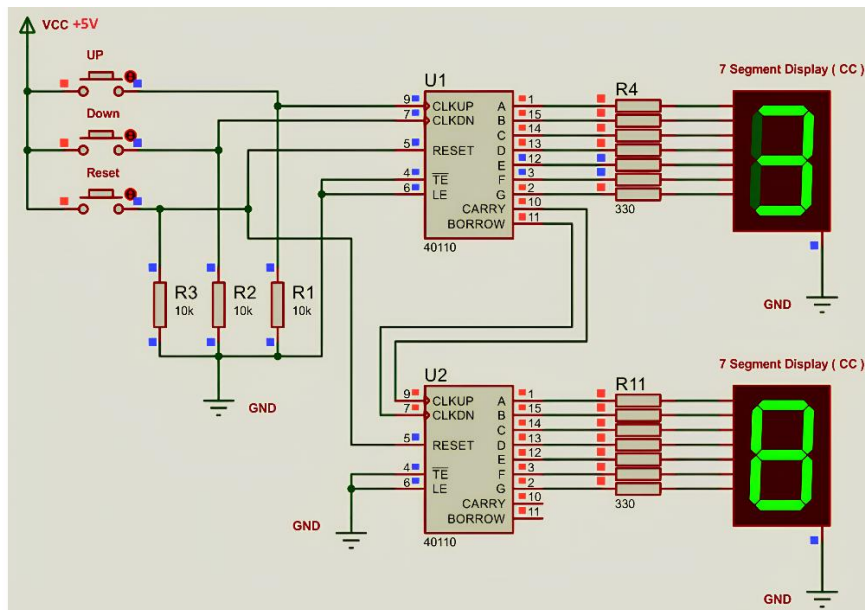 VCC +5V
UP
Down
Reset
R3
10k
R2
10k
R1
10k
GND
U1
9 CLKUP
7 CLKDN
5 RESET
4 TE
6 LE
A 1
B 15
C 14
D 13
E 12
F 3
G 2
CARRY 10
BORROW 11
40110
R4
330
7 Segment Display ( CC )
3
GND
U2
9 CLKUP
7 CLKDN
5 RESET
4 TE
6 LE
A 1
B 15
C 14
D 13
E 12
F 3
G 2
CARRY 10
BORROW 11
40110
GND
R11
330
7 Segment Display ( CC )
8
GND